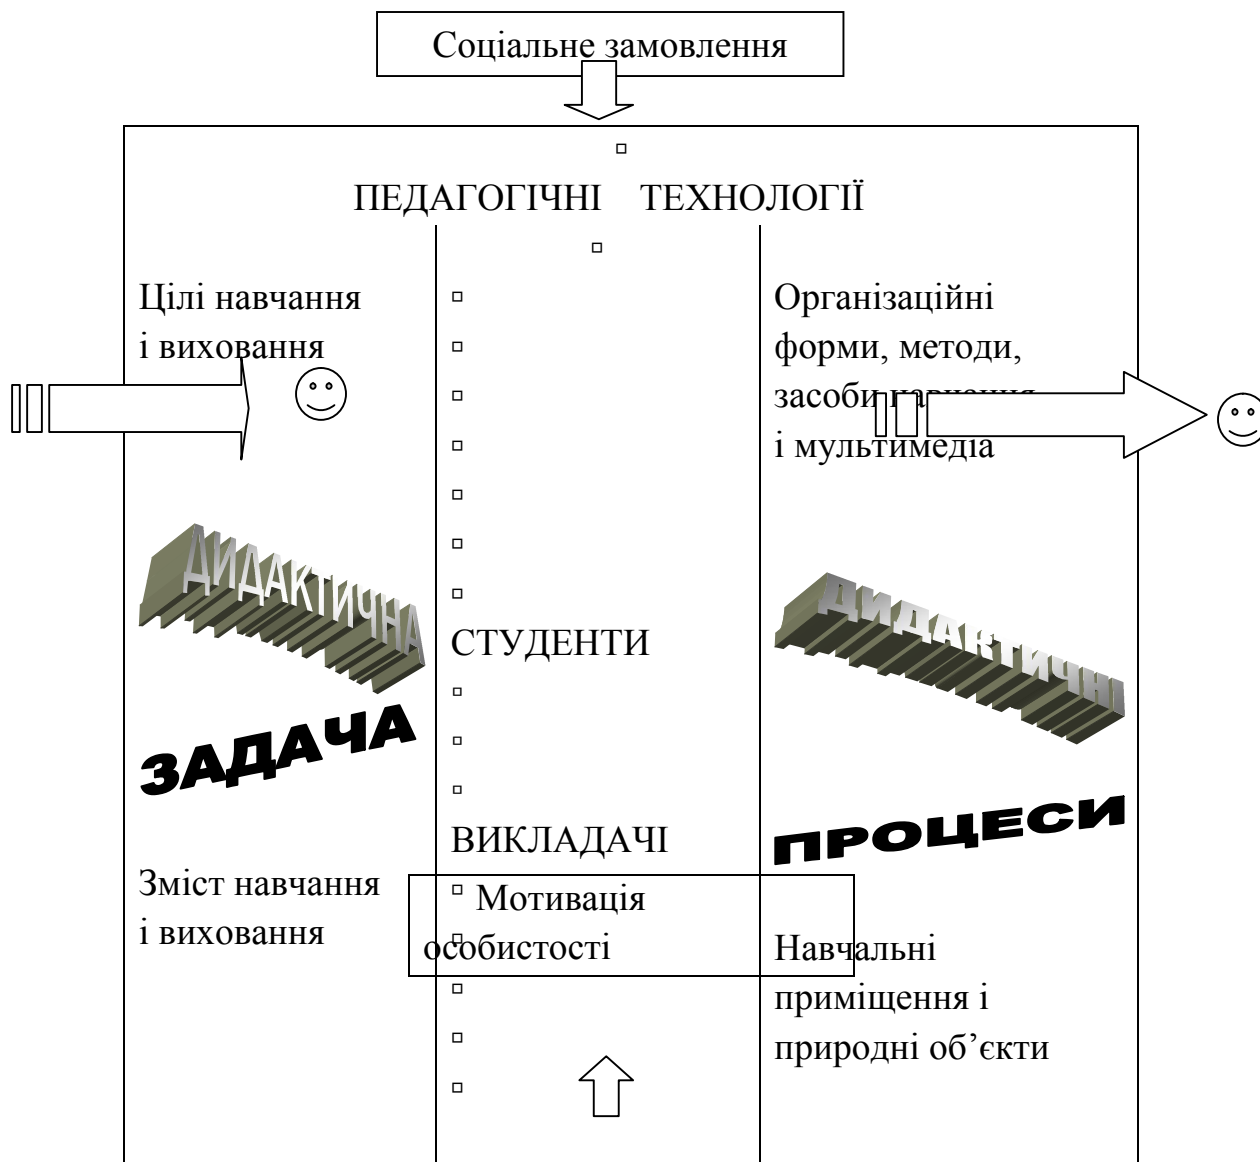 Соціальне замовлення
ПЕДАГОГІЧНІ ТЕХНОЛОГІЇ
Цілі навчання
і виховання
ДИДАКТИЧНА
ЗАДАЧА
Зміст навчання
і виховання
СТУДЕНТИ
ВИКЛАДАЧІ
Мотивація
особистості
Організаційні
форми, методи,
засоби навчання
і мультимедіа
ДИДАКТИЧНІ
ПРОЦЕСИ
Навчальні
приміщення і
природні об’єкти